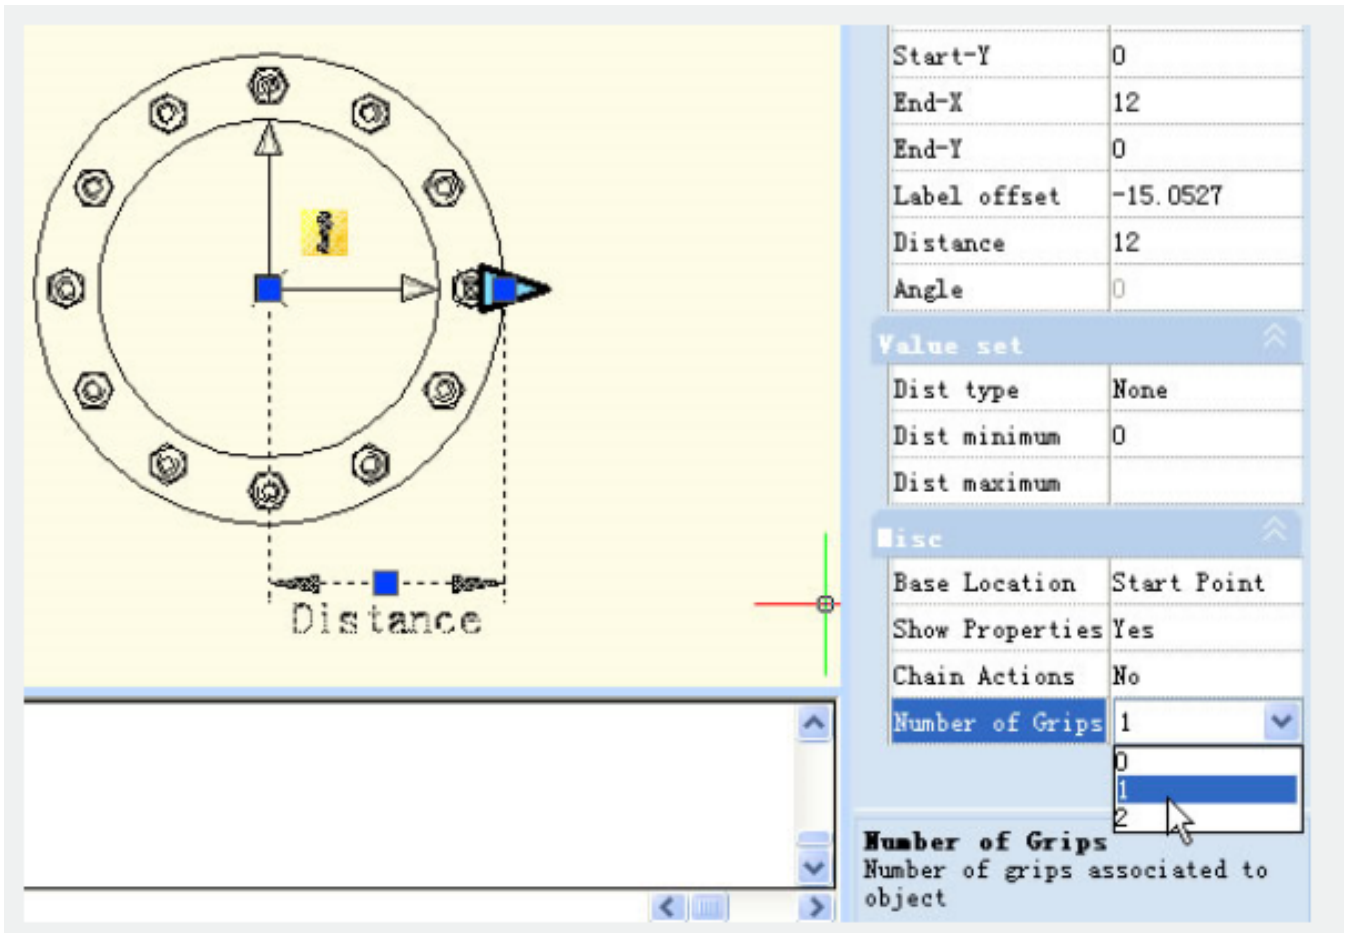 Start-Y 0
End-X 12
End-Y 0
Label offset -15.0527
Distance 12
Angle 0
Value set
Dist type None
Dist minimum 0
Dist maximum
Misc
Base Location Start Point
Show Properties Yes
Chain Actions No
Number of Grips 1
0
1
2
Number of Grips
Number of grips associated to
object
Distance